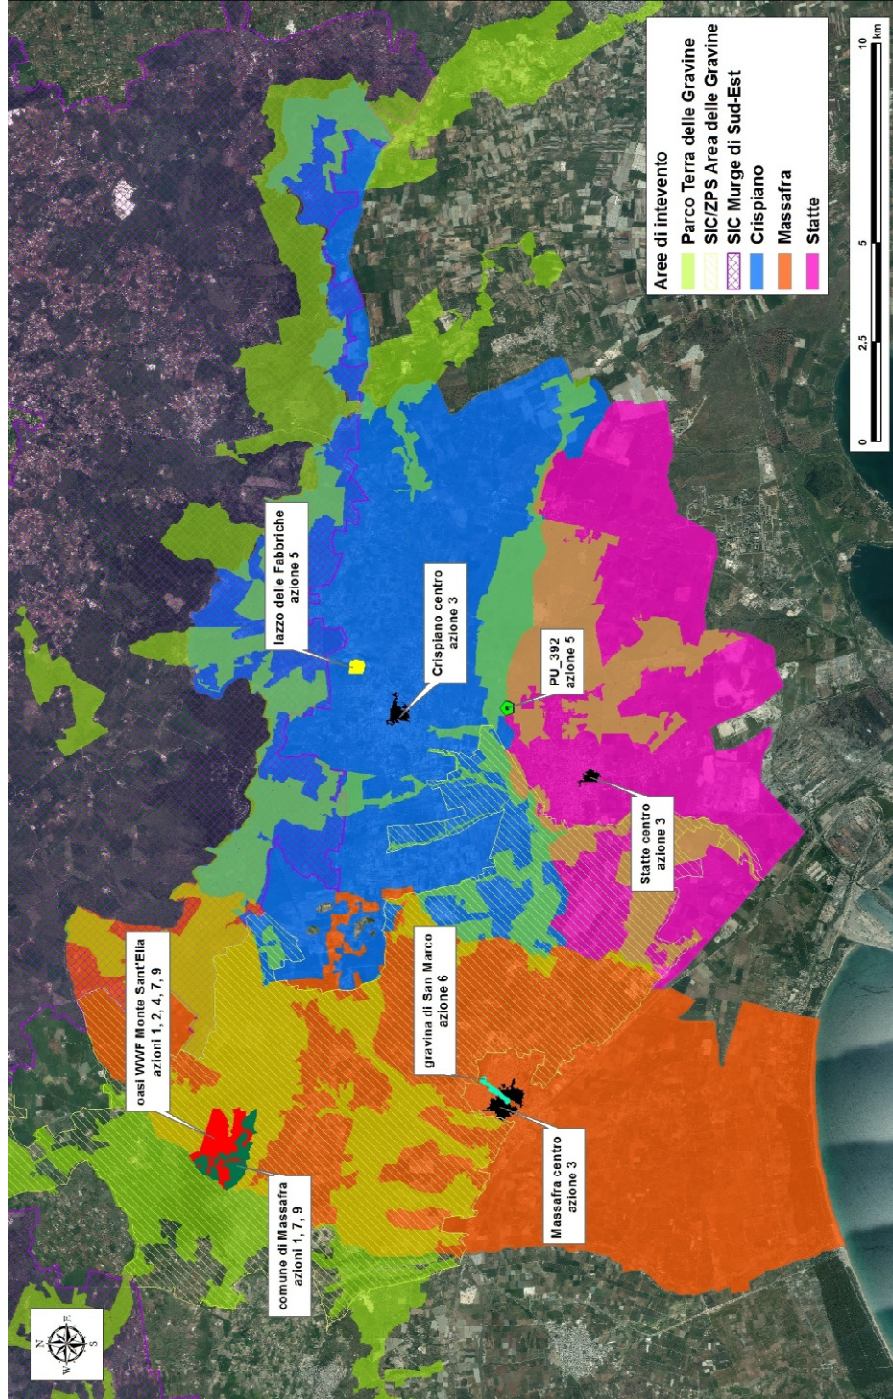 N
W
E
S
oasi WWF Monte Sant'Elia
azioni 1, 2, 4, 7, 9
comune di Massafra
azioni 1, 7, 9
gravina di San Marco
azione 6
Massafra centro
azione 3
Iazzo delle Fabbriche
azione 5
Crispiano centro
azione 3
PU_392
azione 5
Statte centro
azione 3
Aree di intevento
Parco Terra delle Gravine
SIC/ZPS Area delle Gravine
SIC Murge di Sud-Est
Crispiano
Massafra
Statte
0
2,5
5
10
km